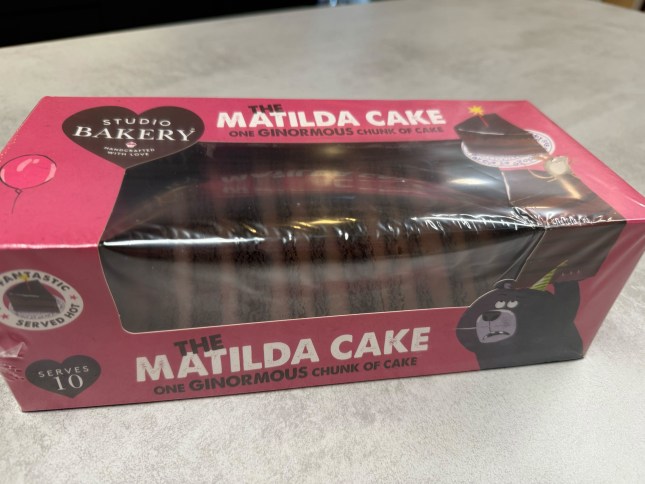 STUDIO
BAKERY
HANDCRAFTED
WITH LOVE
THE
MATILDA CAKE
ONE GINORMOUS CHUNK OF CAKE
FANTASTIC
SERVED HOT
SERVES
10
THE
MATILDA CAKE
ONE GINORMOUS CHUNK OF CAKE